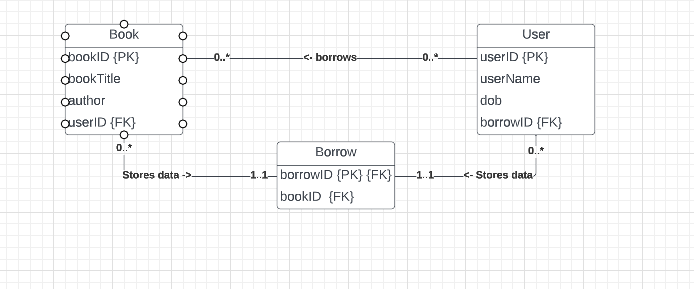 Book
bookID {PK}
bookTitle
author
userID {FK}
0..* <- borrows 0..*
User
userID {PK}
userName
dob
borrowID {FK}
0..*
0..*
Stores data -> 1..1
Borrow
borrowID {PK} {FK}
bookID {FK}
1..1 <- Stores data